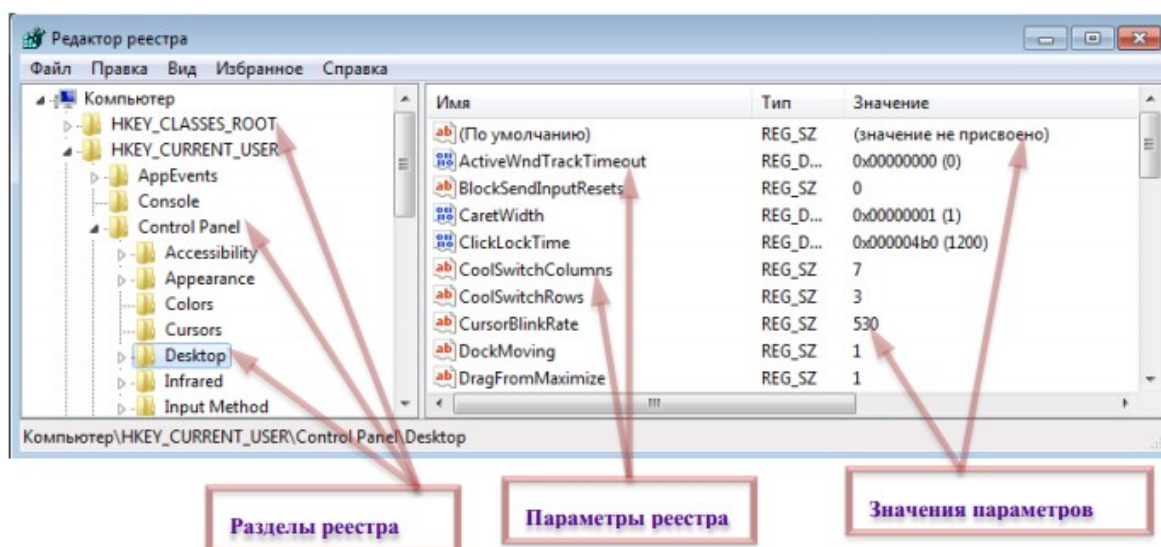 Редактор реестра
Файл Правка Вид Избранное Справка
Компьютер
HKEY_CLASSES_ROOT
HKEY_CURRENT_USER
AppEvents
Console
Control Panel
Accessibility
Appearance
Colors
Cursors
Desktop
Infrared
Input Method
Имя Тип Значение
(По умолчанию) REG_SZ (значение не присвоено)
ActiveWndTrackTimeout REG_D... 0x00000000 (0)
BlockSendInputResets REG_SZ 0
CaretWidth REG_D... 0x00000001 (1)
ClickLockTime REG_D... 0x000004b0 (1200)
CoolSwitchColumns REG_SZ 7
CoolSwitchRows REG_SZ 3
CursorBlinkRate REG_SZ 530
DockMoving REG_SZ 1
DragFromMaximize REG_SZ 1
Компьютер\HKEY_CURRENT_USER\Control Panel\Desktop
Разделы реестра
Параметры реестра
Значения параметров